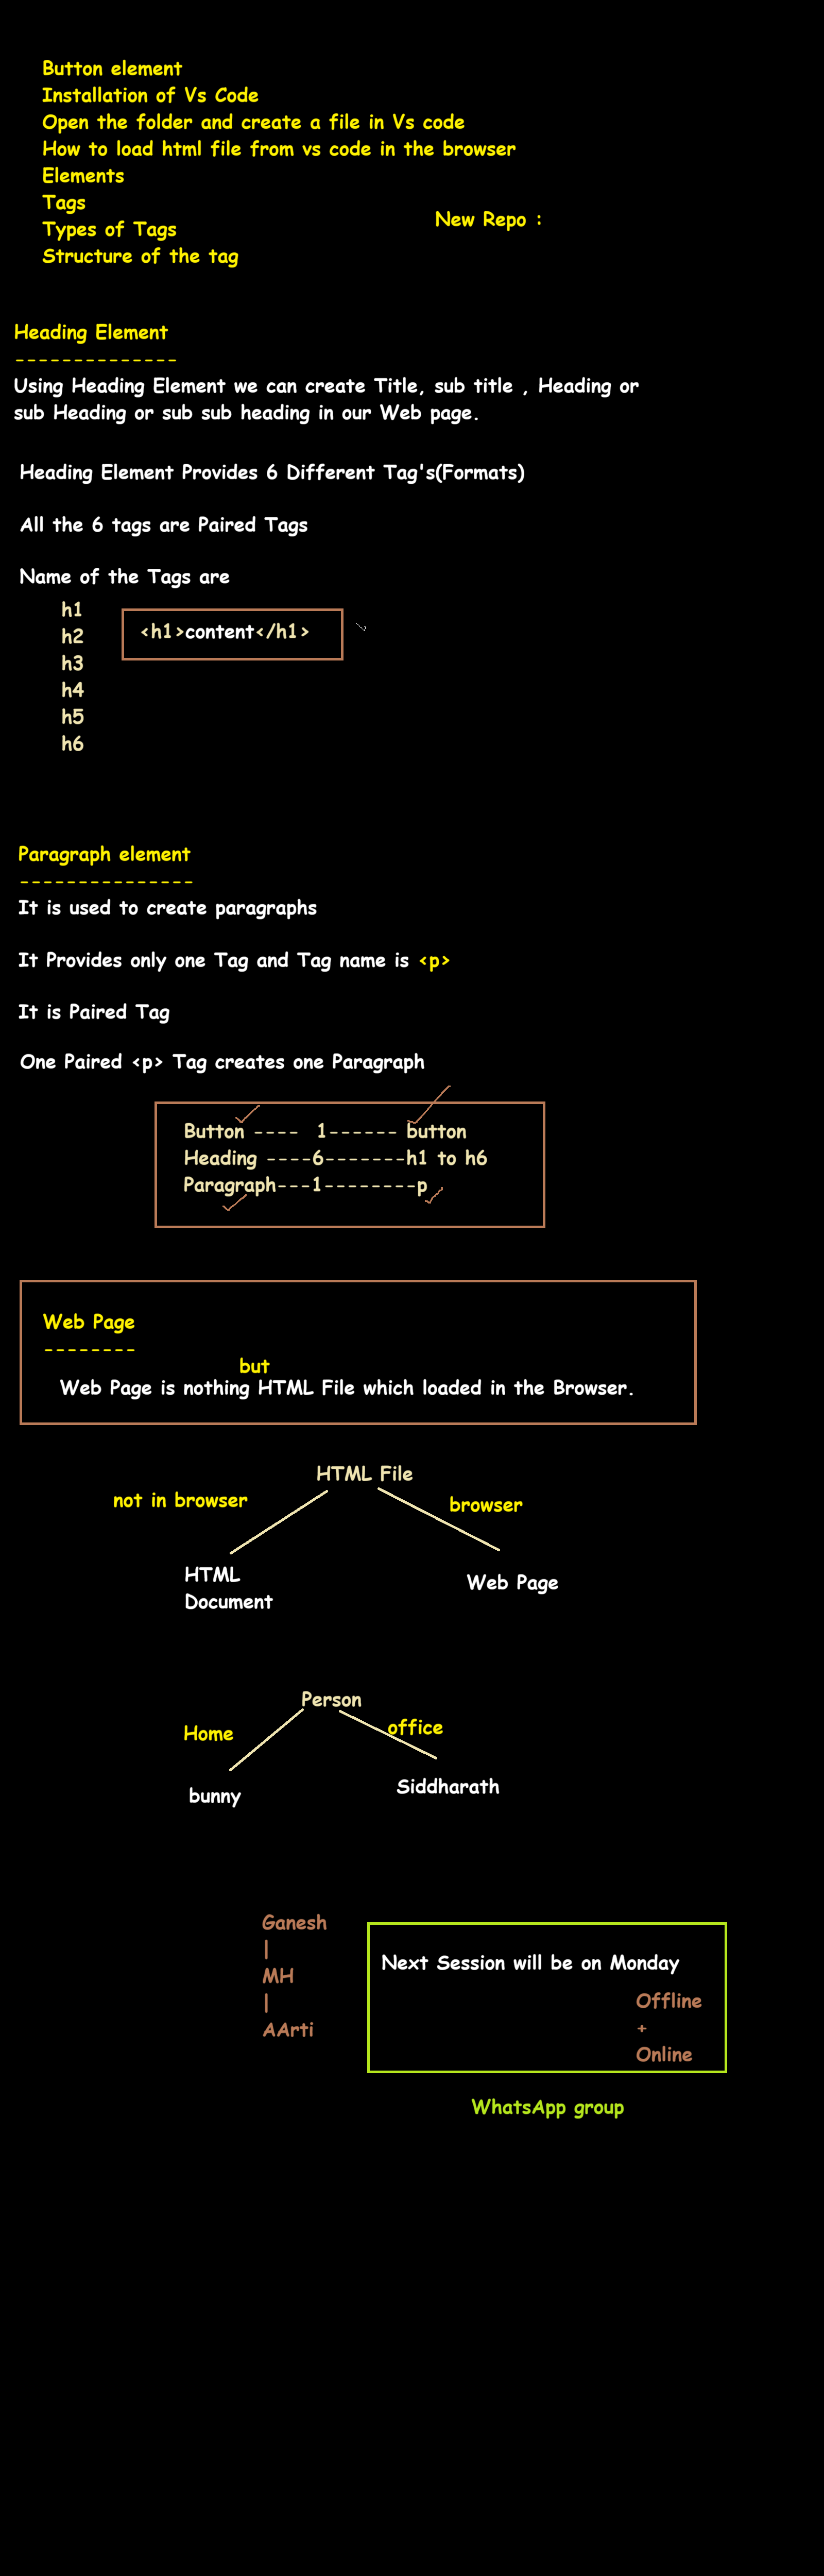 Button element
Installation of Vs Code
Open the folder and create a file in Vs code
How to load html file from vs code in the browser
Elements
Tags
New Repo :
Types of Tags
Structure of the tag
Heading Element
--------------
Using Heading Element we can create Title, sub title , Heading or
sub Heading or sub sub heading in our Web page.
Heading Element Provides 6 Different Tag's(Formats)
All the 6 tags are Paired Tags
Name of the Tags are
h1
h2
h3
h4
h5
h6
<h1>content</h1>
Paragraph element
---------------
It is used to create paragraphs
It Provides only one Tag and Tag name is <p>
It is Paired Tag
One Paired <p> Tag creates one Paragraph
Button ---- 1------ button
Heading ----6-------h1 to h6
Paragraph---1--------p
Web Page
--------
but
Web Page is nothing HTML File which loaded in the Browser.
HTML File
not in browser
browser
HTML
Document
Web Page
Person
Home
office
bunny
Siddharath
Ganesh
|
MH
|
AArti
Next Session will be on Monday
Offline
+
Online
WhatsApp group